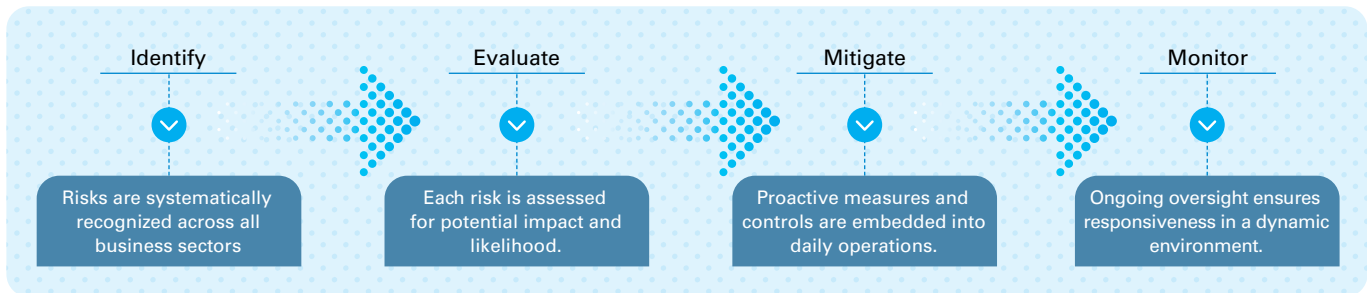 Identify
Risks are systematically
recognized across all
business sectors
Evaluate
Each risk is assessed
for potential impact and
likelihood.
Mitigate
Proactive measures and
controls are embedded into
daily operations.
Monitor
Ongoing oversight ensures
responsiveness in a dynamic
environment.